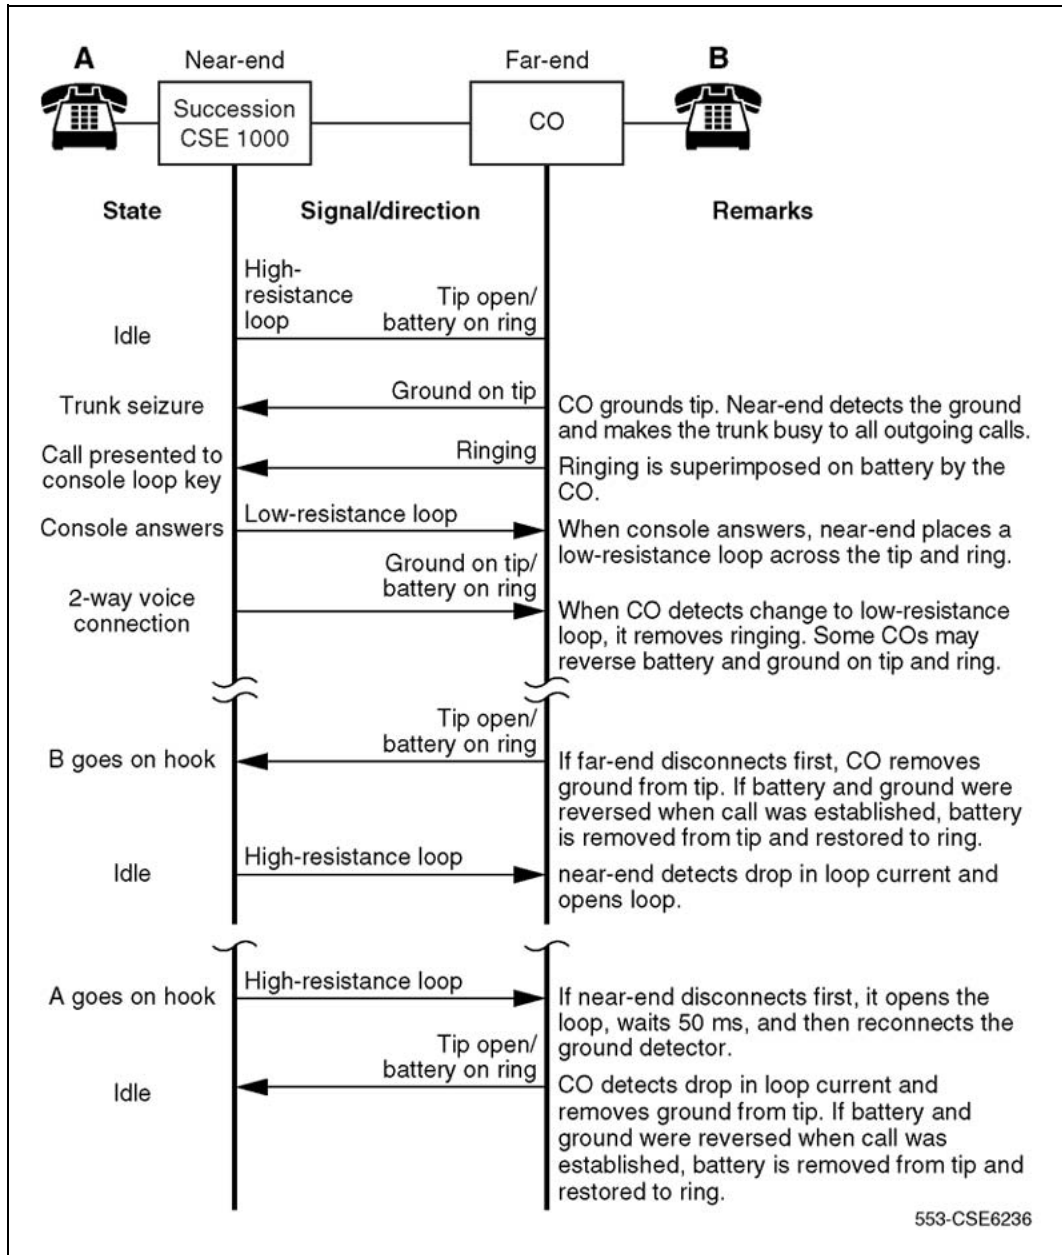 A
Near-end
Far-end
B
Succession
CSE 1000
CO
State
Signal/direction
Remarks
High-
resistance
loop
Tip open/
battery on ring
Idle
Ground on tip
Trunk seizure
CO grounds tip. Near-end detects the ground
and makes the trunk busy to all outgoing calls.
Call presented to
console loop key
Ringing
Ringing is superimposed on battery by the
CO.
Console answers
Low-resistance loop
When console answers, near-end places a
low-resistance loop across the tip and ring.
Ground on tip/
battery on ring
2-way voice
connection
When CO detects change to low-resistance
loop, it removes ringing. Some COs may
reverse battery and ground on tip and ring.
Tip open/
battery on ring
B goes on hook
If far-end disconnects first, CO removes
ground from tip. If battery and ground were
reversed when call was established, battery
is removed from tip and restored to ring.
Idle
High-resistance loop
near-end detects drop in loop current and
opens loop.
A goes on hook
High-resistance loop
If near-end disconnects first, it opens the
loop, waits 50 ms, and then reconnects the
ground detector.
Tip open/
battery on ring
Idle
CO detects drop in loop current and
removes ground from tip. If battery and
ground were reversed when call was
established, battery is removed from tip and
restored to ring.
553-CSE6236